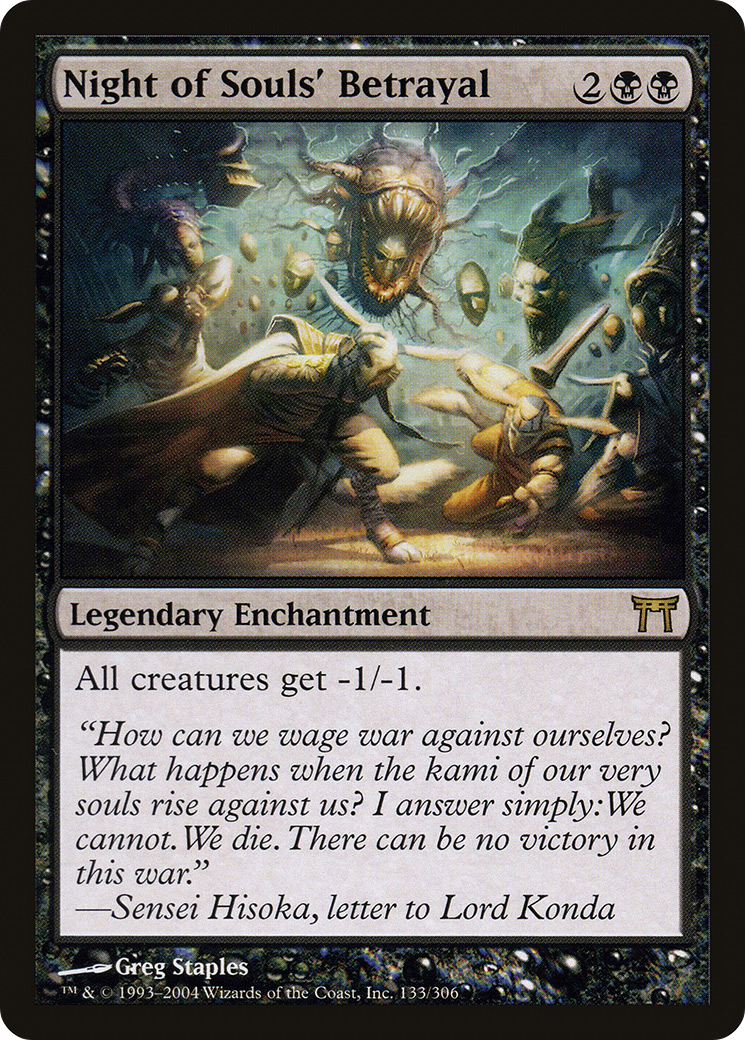 Night of Souls' Betrayal 2
Legendary Enchantment
All creatures get -1/-1.
“How can we wage war against ourselves?
What happens when the kami of our very
souls rise against us? I answer simply: We
cannot. We die. There can be no victory in
this war.”
—Sensei Hisoka, letter to Lord Konda
Greg Staples
™ & © 1993–2004 Wizards of the Coast, Inc. 133/306